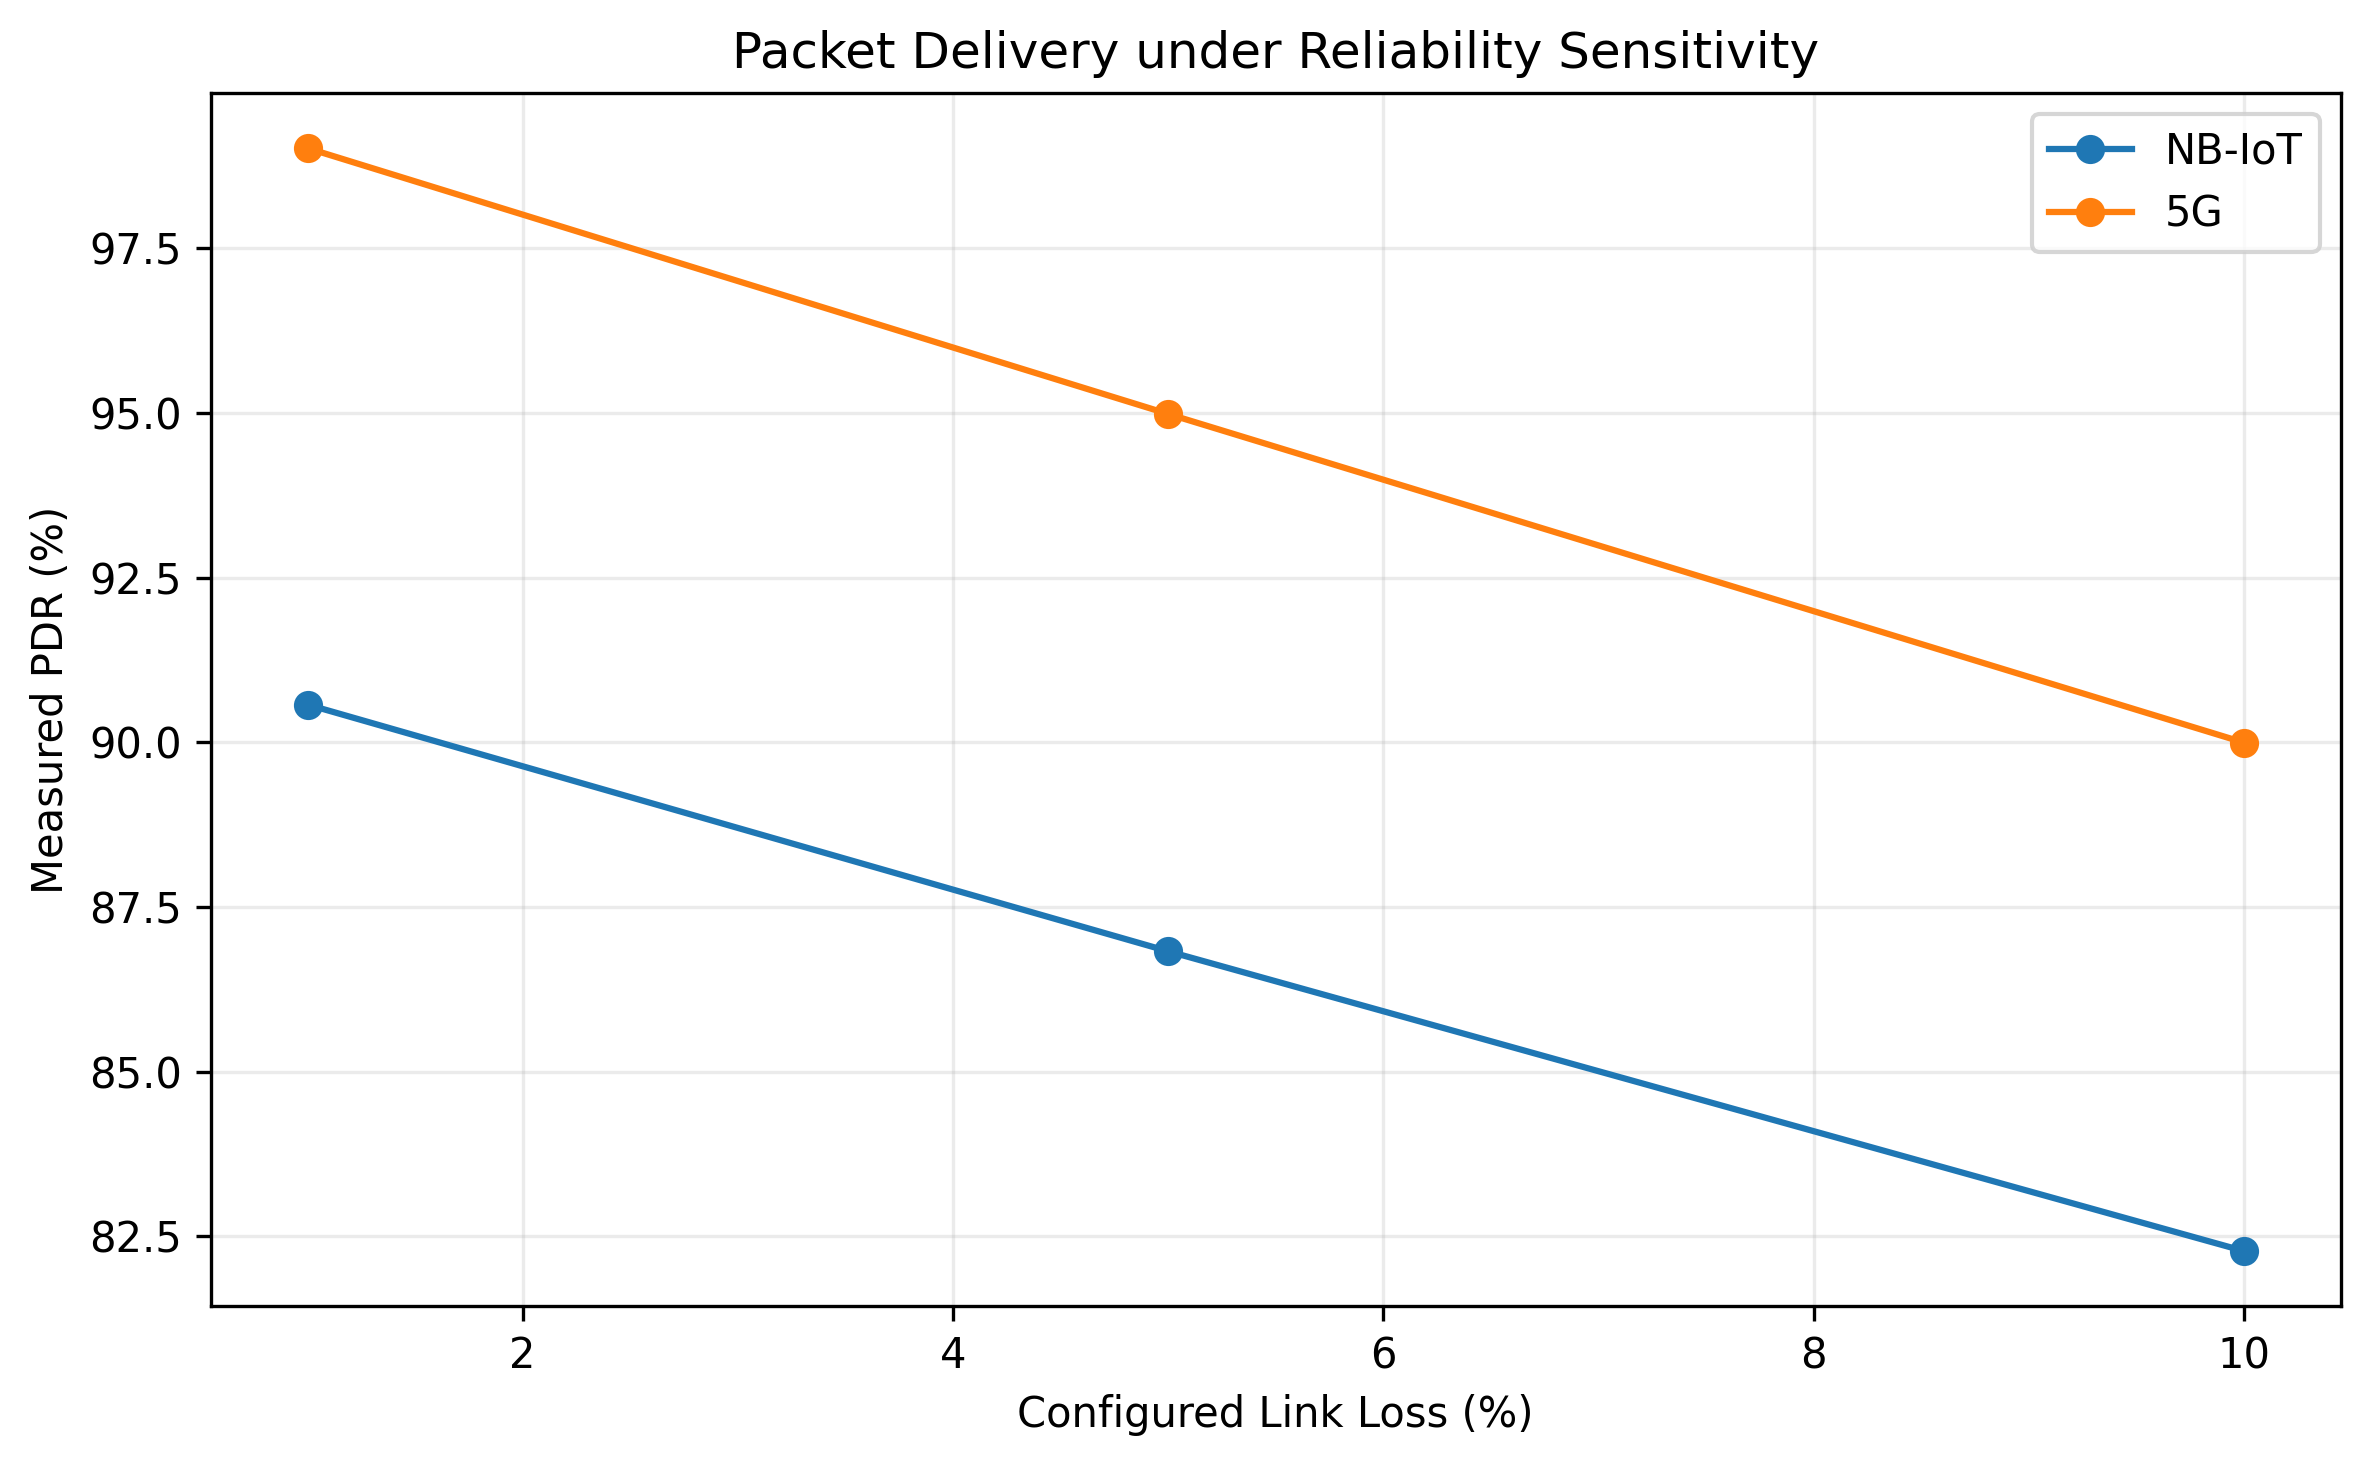 Packet Delivery under Reliability Sensitivity
NB-IoT
5G
Measured PDR (%)
97.5
95.0
92.5
90.0
87.5
85.0
82.5
2 4 6 8 10
Configured Link Loss (%)